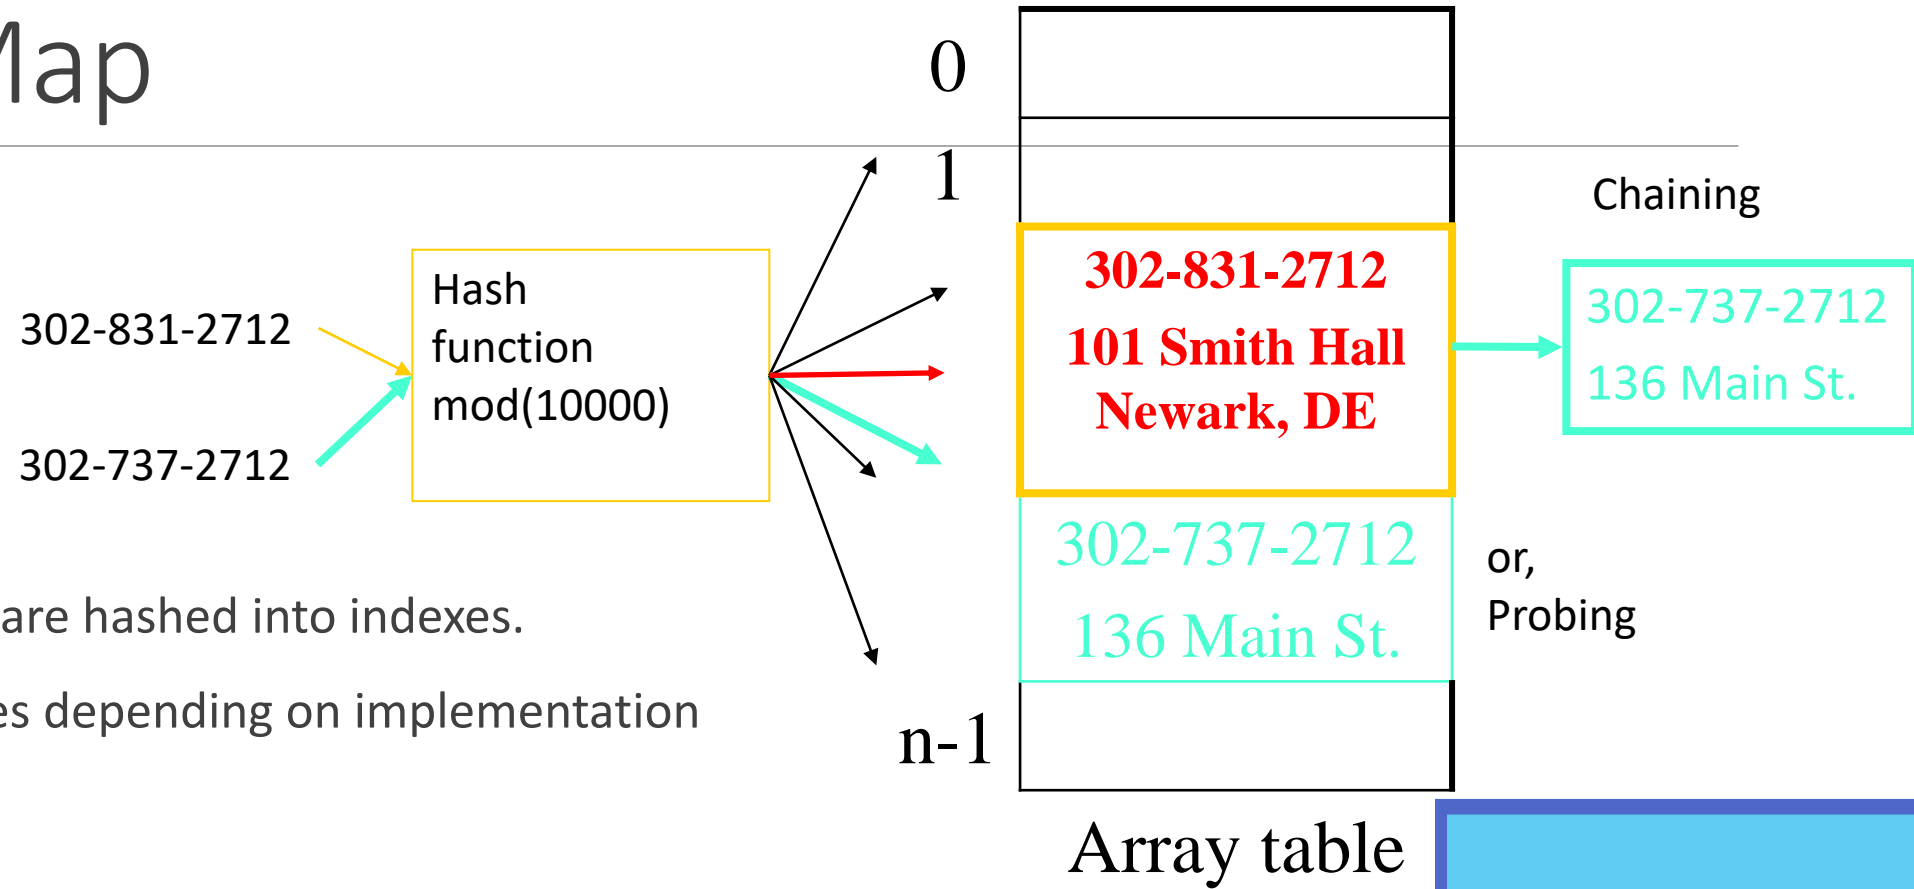 Map
0
1
302-831-2712
302-737-2712
Hash
function
mod(10000)
302-831-2712
101 Smith Hall
Newark, DE
Chaining
302-737-2712
136 Main St.
302-737-2712
136 Main St.
or,
Probing
are hashed into indexes.
es depending on implementation
n-1
Array table